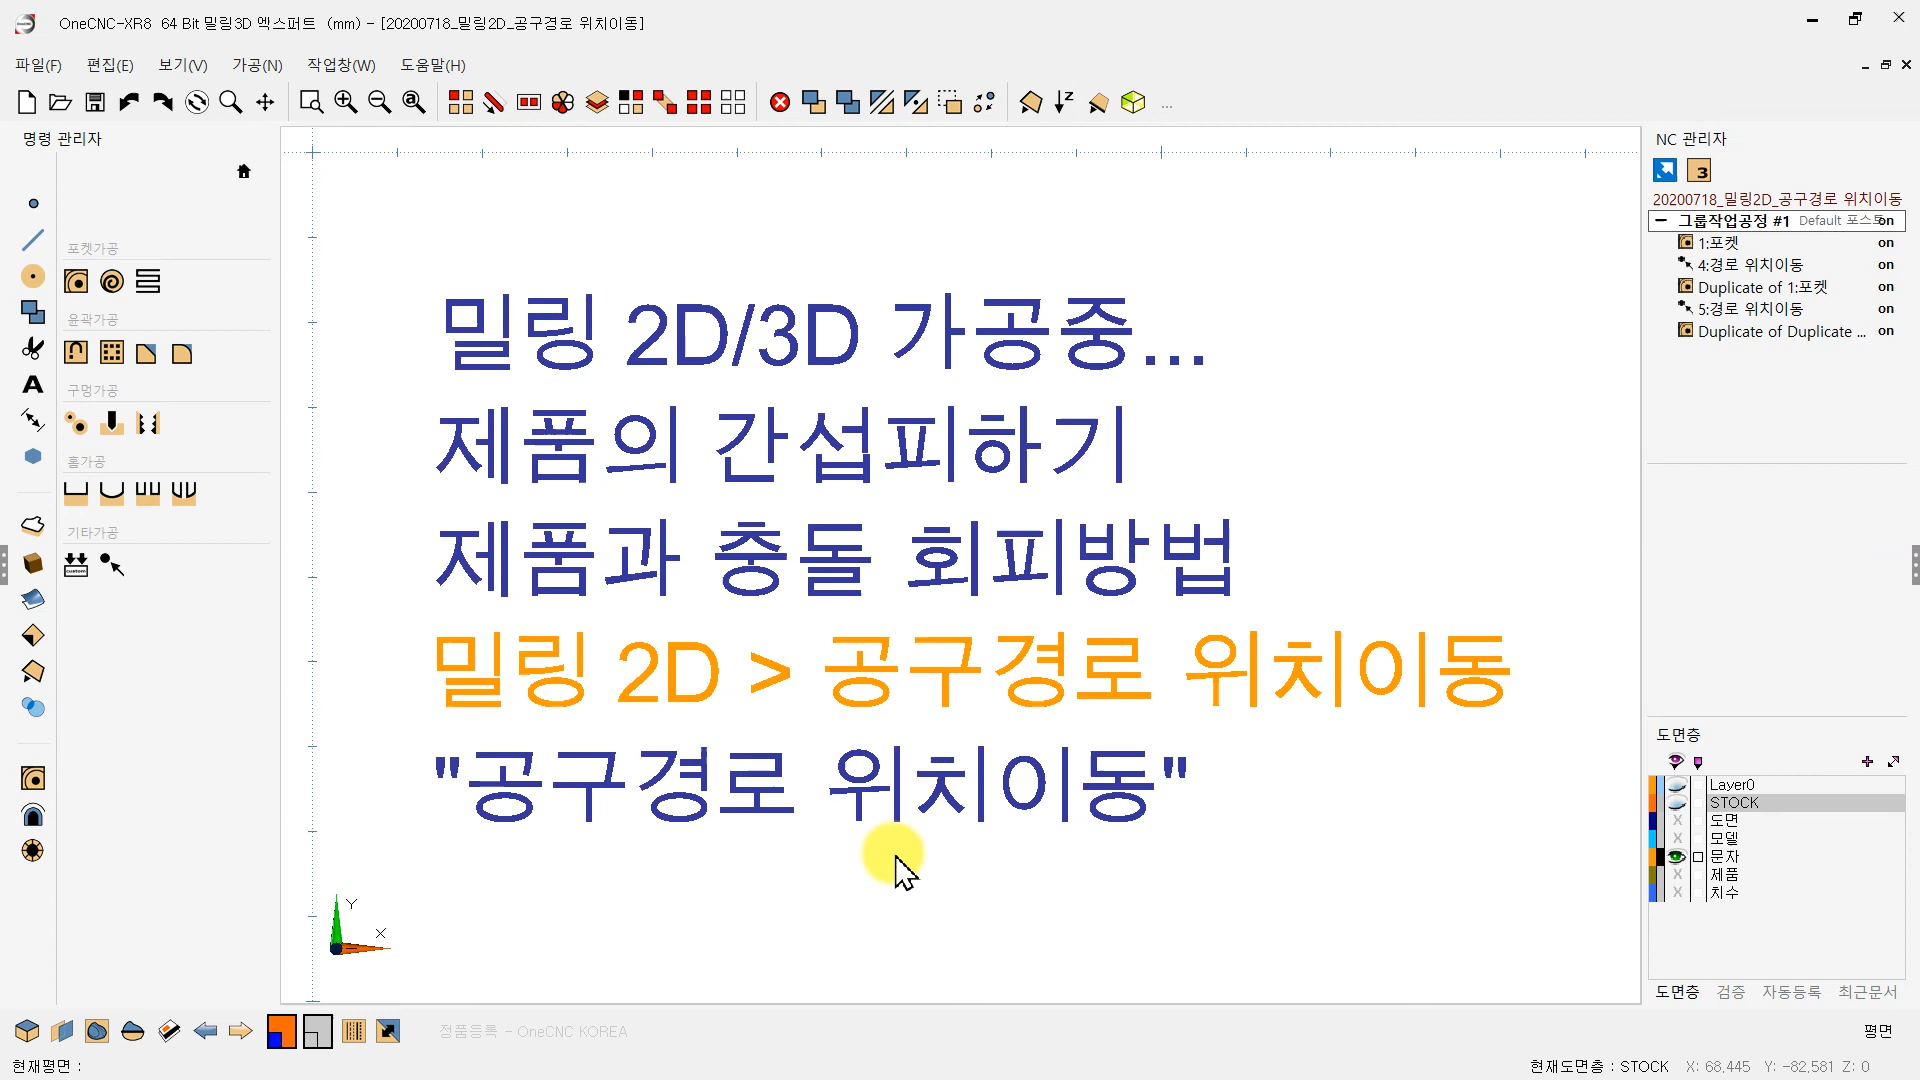 OneCNC-XR8 64 Bit 밀링3D 엑스퍼트 (mm) - [20200718_밀링2D_공구경로 위치이동]
파일(F) 편집(E) 보기(V) 가공(N) 작업창(W) 도움말(H)
명령 관리자
포켓가공
윤곽가공
구멍가공
홈가공
기타가공
밀링 2D/3D 가공중...
제품의 간섭피하기
제품과 충돌 회피방법
밀링 2D > 공구경로 위치이동
"공구경로 위치이동"
Y
X
NC 관리자
3
20200718_밀링2D_공구경로 위치이동
그룹작업공정 #1 Default 포스트 on
1:포켓 on
4:경로 위치이동 on
Duplicate of 1:포켓 on
5:경로 위치이동 on
Duplicate of Duplicate ... on
도면층
Layer0
STOCK
도면
모델
문자
제품
치수
도면층 검증 자동등록 최근문서
정품등록 - OneCNC KOREA
평면
현재평면 :
현재도면층 : STOCK X: 68,445 Y: -82,581 Z: 0